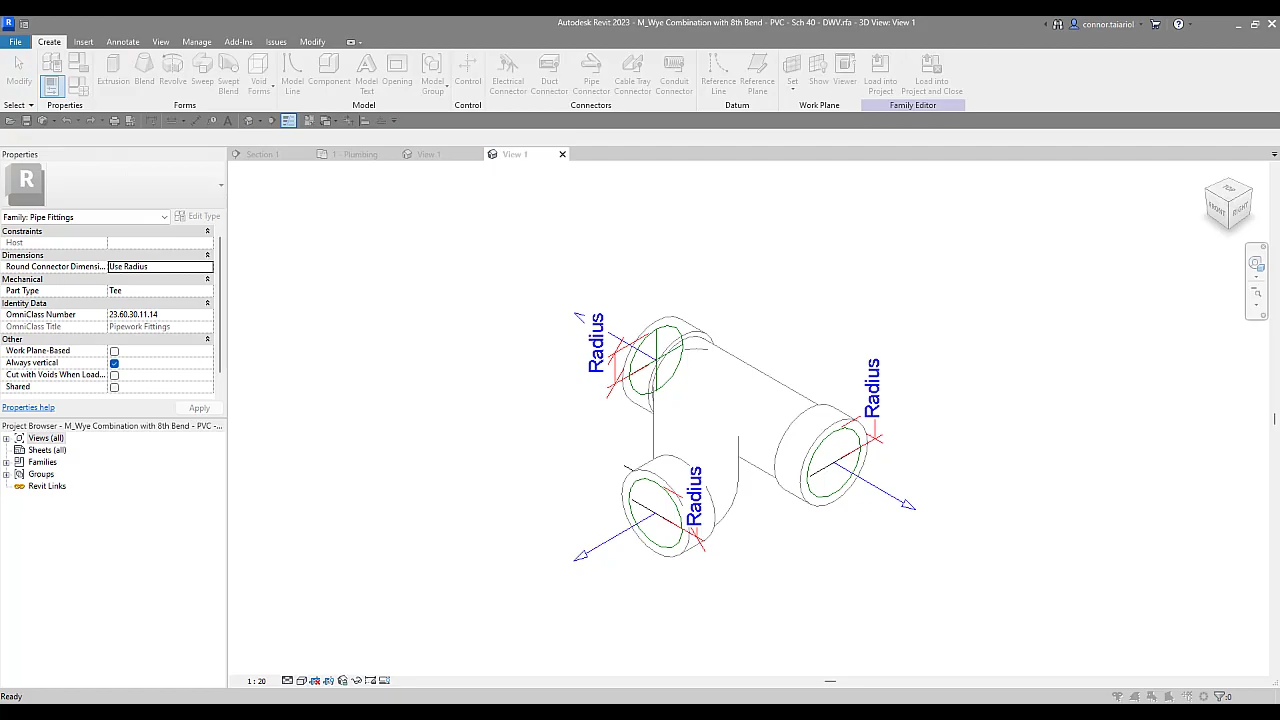 Autodesk Revit 2023 - M_Wye Combination with 8th Bend - PVC - Sch 40 - DWV.rfa - 3D View: View 1
connor.taiariol
File Create Insert Annotate View Manage Add-Ins Issues Modify
Modify Extrusion Blend Revolve Sweep Swept Blend Void Forms Model Line Component Model Text Opening Model Group Control Electrical Connector Duct Connector Pipe Connector Cable Tray Connector Conduit Connector Reference Line Reference Plane Set Show Viewer Load into Project Load into Project and Close
Select Properties Forms Model Control Connectors Datum Work Plane Family Editor
Properties
Section 1 1 - Plumbing View 1 View 1
R
Family: Pipe Fittings Edit Type
Constraints
Host
Dimensions
Round Connector Dimensi... Use Radius
Mechanical
Part Type Tee
Identity Data
OmniClass Number 23.60.30.11.14
OmniClass Title Pipework Fittings
Other
Work Plane-Based
Always vertical
Cut with Voids When Load...
Shared
Properties help Apply
Project Browser - M_Wye Combination with 8th Bend - PVC -...
Views (all)
Sheets (all)
Families
Groups
Revit Links
TOP
FRONT RIGHT
Radius
Radius
Radius
1 : 20
Ready
:0